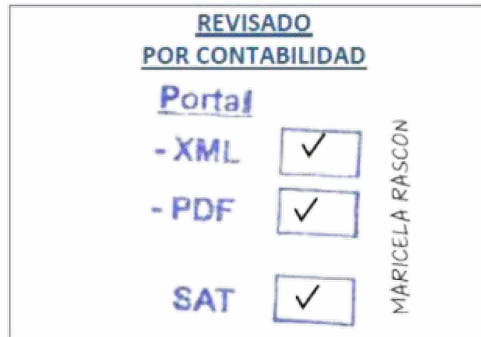 REVISADO
POR CONTABILIDAD
Portal
- XML
- PDF
SAT
MARICELA RASCON